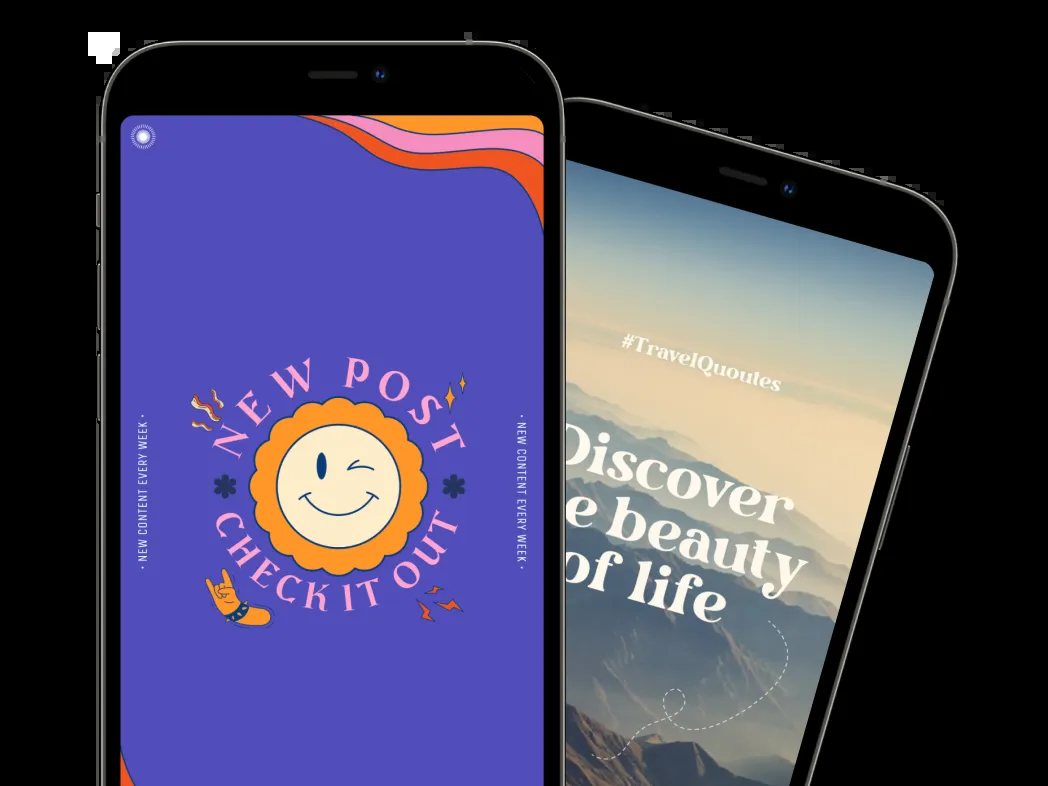 NEW POST
CHECK IT OUT
• NEW CONTENT EVERY WEEK •
• NEW CONTENT EVERY WEEK •
#TravelQuoutes
Discover
e beauty
of life